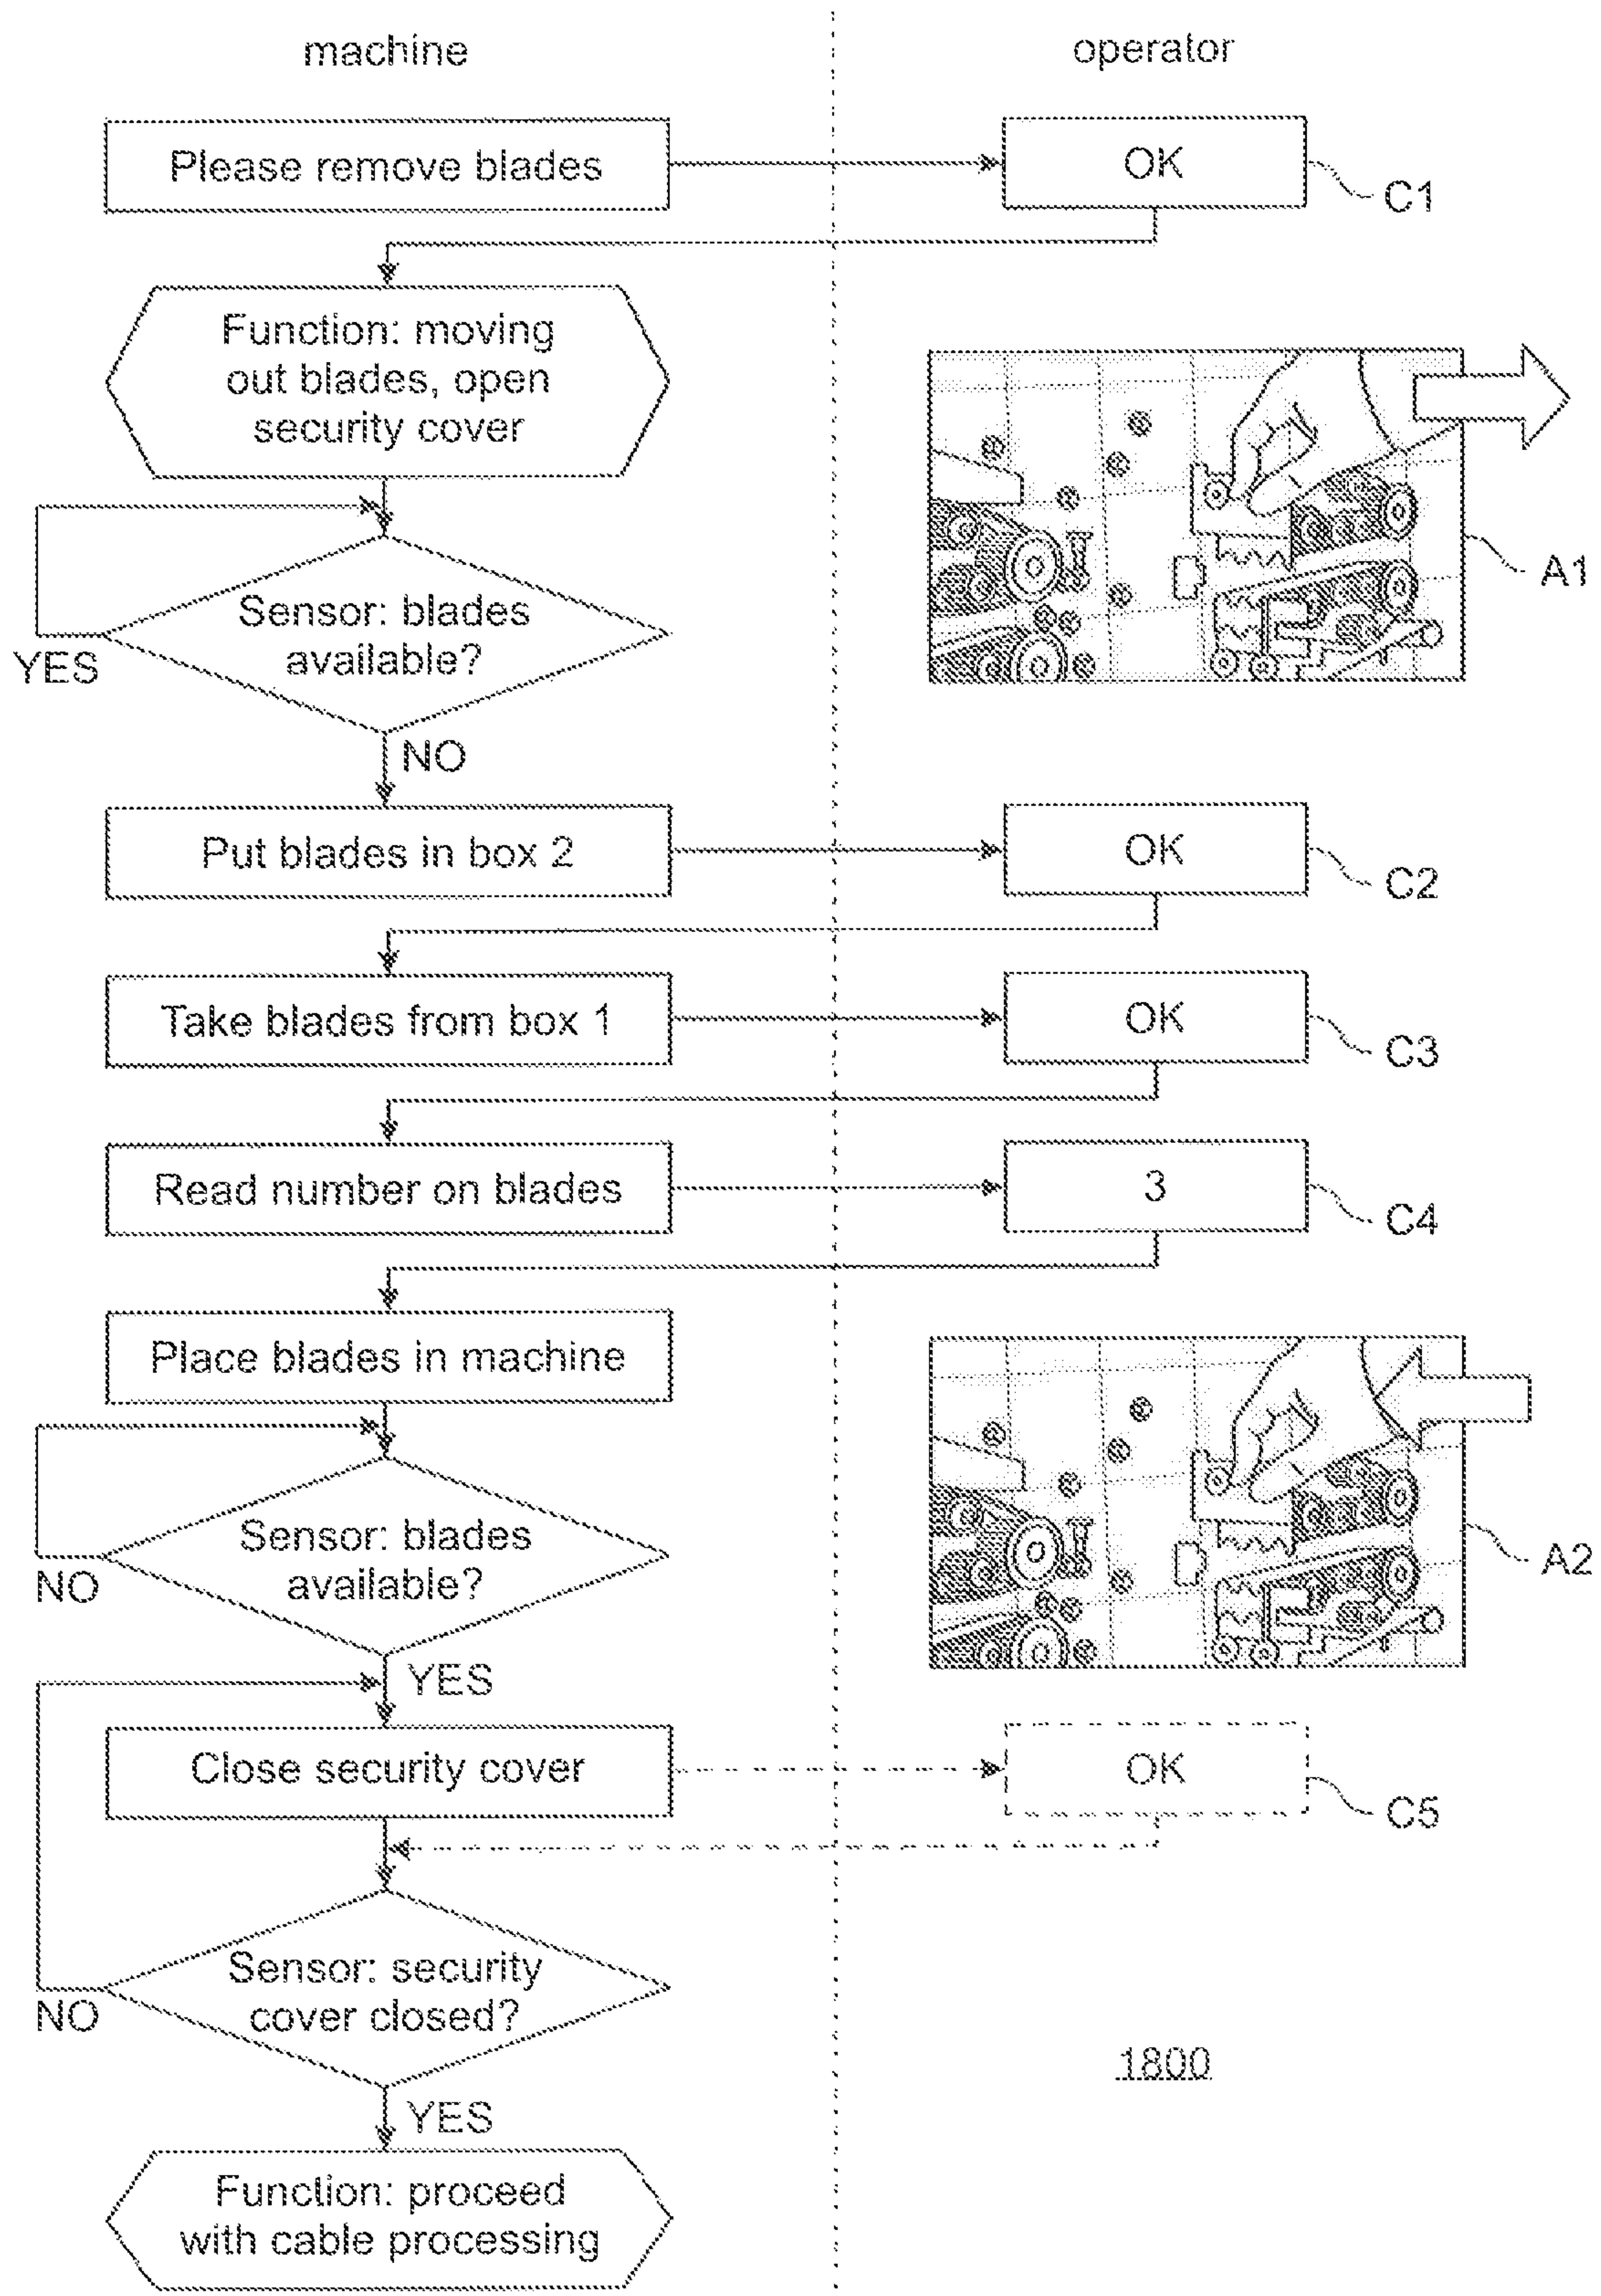 machine
operator
Please remove blades
OK
C1
Function: moving
out blades, open
security cover
A1
Sensor: blades
available?
YES
NO
Put blades in box 2
OK
C2
Take blades from box 1
OK
C3
Read number on blades
3
C4
Place blades in machine
Sensor: blades
available?
NO
A2
YES
Close security cover
OK
C5
Sensor: security
cover closed?
NO
1800
YES
Function: proceed
with cable processing